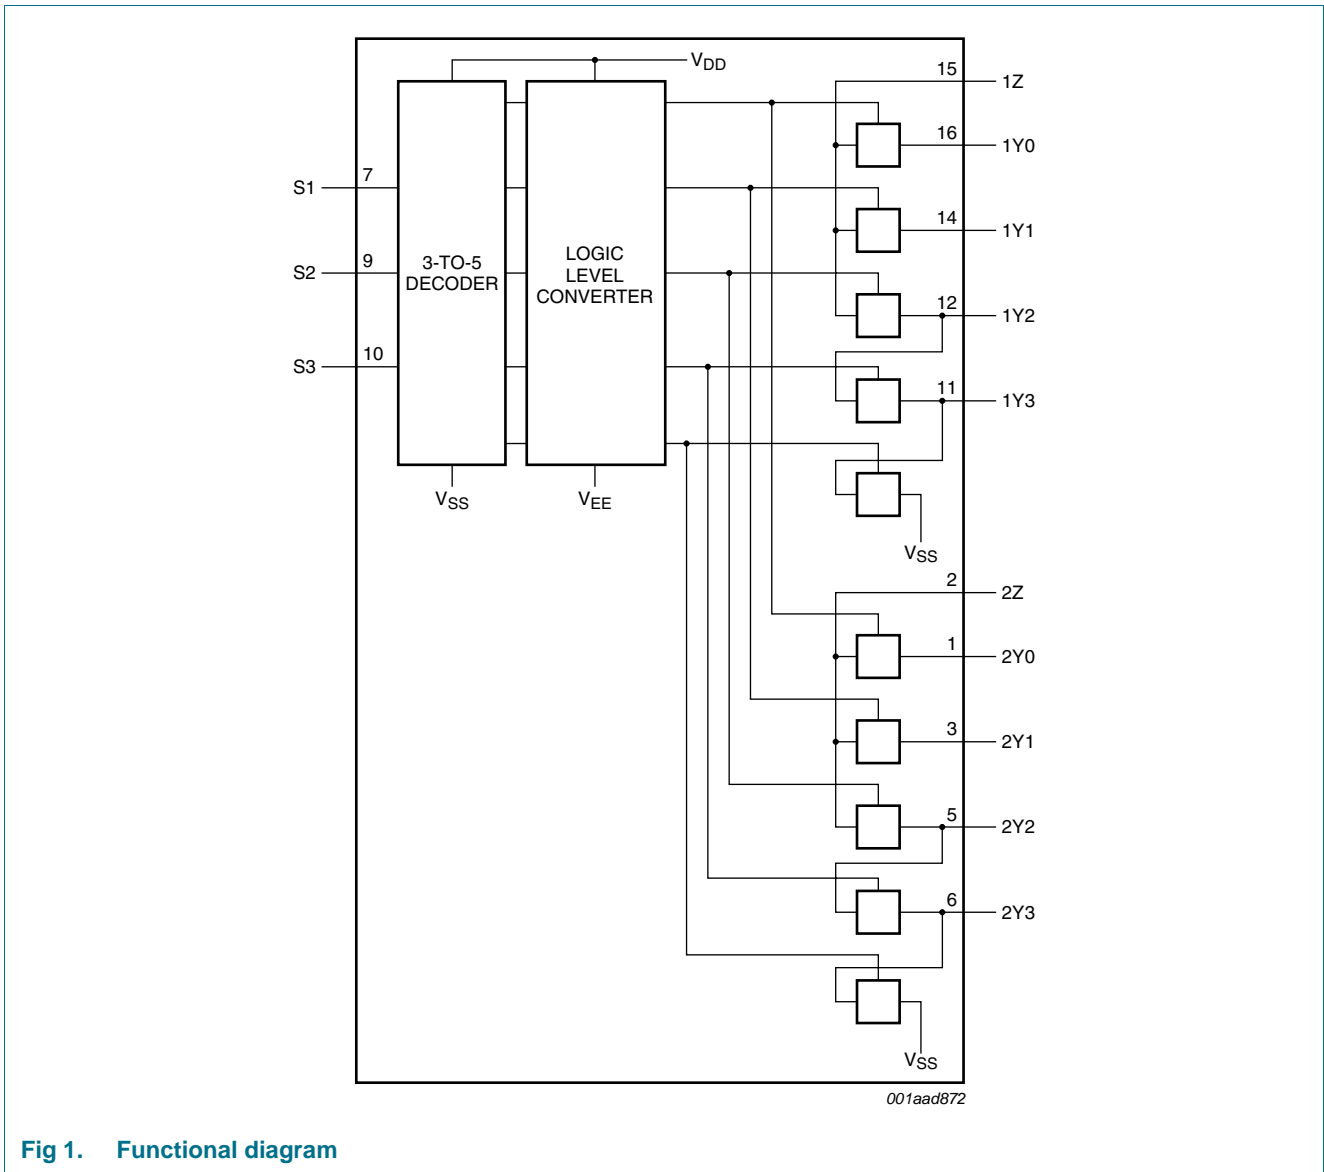 VDD
15
1Z
16
1Y0
S1
7
14
1Y1
S2
9
3-TO-5
DECODER
LOGIC
LEVEL
CONVERTER
12
1Y2
S3
10
11
1Y3
VSS
VEE
VSS
2
2Z
1
2Y0
3
2Y1
5
2Y2
6
2Y3
VSS
001aad872
Fig 1. Functional diagram